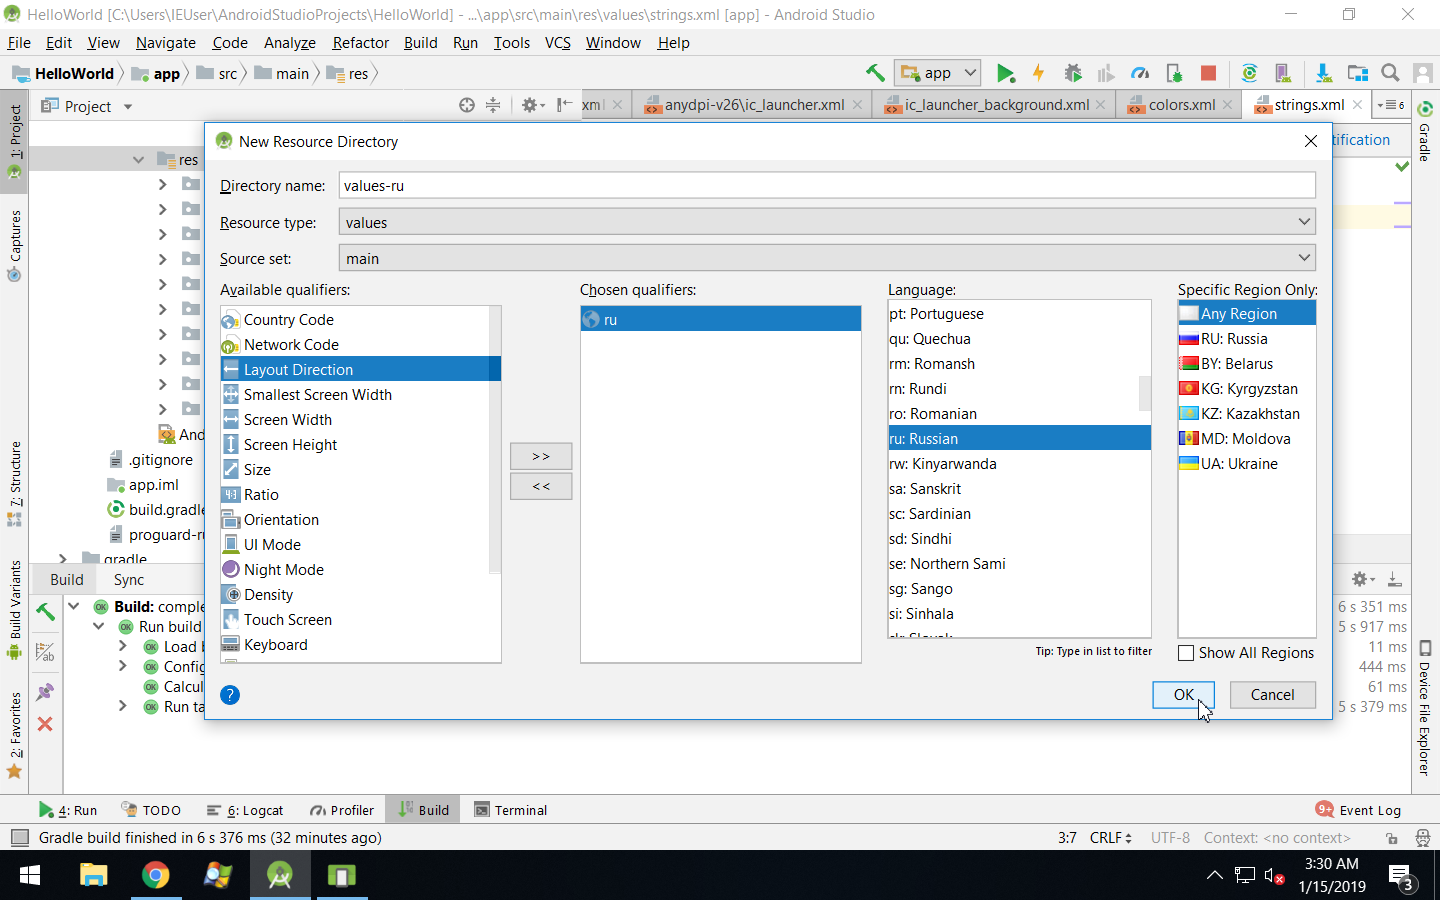 HelloWorld [C:\Users\IEUser\AndroidStudioProjects\HelloWorld] - ...\app\src\main\res\values\strings.xml [app] - Android Studio
File Edit View Navigate Code Analyze Refactor Build Run Tools VCS Window Help
HelloWorld app src main res
app
Project
xml anydpi-v26\ic_launcher.xml ic_launcher_background.xml colors.xml strings.xml 6
1: Project
Captures
7: Structure
Build Variants
2: Favorites
Gradle
Device File Explorer
tification
res
And
.gitignore
app.iml
build.gradle
proguard-ru
gradle
New Resource Directory
Directory name: values-ru
Resource type: values
Source set: main
Available qualifiers:
Country Code
Network Code
Layout Direction
Smallest Screen Width
Screen Width
Screen Height
Size
Ratio
Orientation
UI Mode
Night Mode
Density
Touch Screen
Keyboard
>>
<<
Chosen qualifiers:
ru
Language:
pt: Portuguese
qu: Quechua
rm: Romansh
rn: Rundi
ro: Romanian
ru: Russian
rw: Kinyarwanda
sa: Sanskrit
sc: Sardinian
sd: Sindhi
se: Northern Sami
sg: Sango
si: Sinhala
Tip: Type in list to filter
Specific Region Only:
Any Region
RU: Russia
BY: Belarus
KG: Kyrgyzstan
KZ: Kazakhstan
MD: Moldova
UA: Ukraine
Show All Regions
?
OK Cancel
Build Sync
Build: comple 6 s 351 ms
Run build 5 s 917 ms
Load b 11 ms
Config 444 ms
Calcul 61 ms
Run ta 5 s 379 ms
4: Run TODO 6: Logcat Profiler Build Terminal 9+ Event Log
Gradle build finished in 6 s 376 ms (32 minutes ago) 3:7 CRLF UTF-8 Context: <no context>
3:30 AM
1/15/2019
3